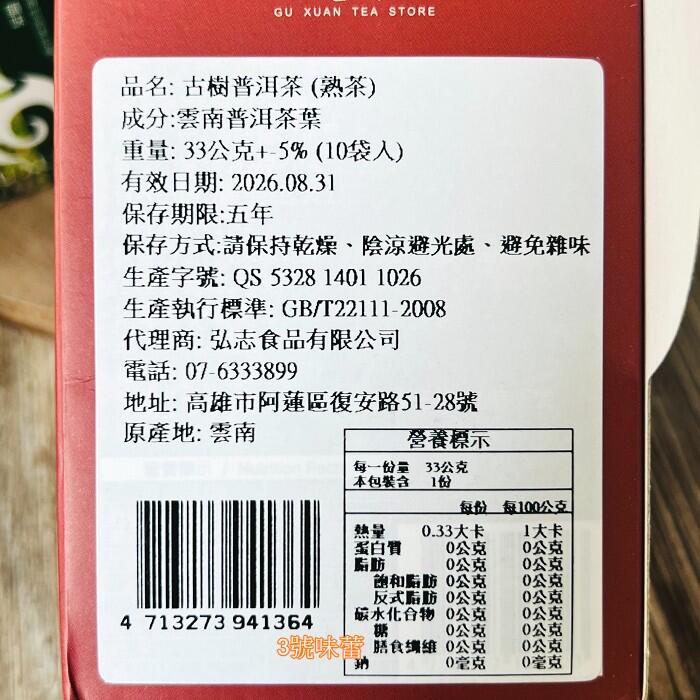 GU XUAN TEA STORE
品名: 古樹普洱茶 (熟茶)
成分:雲南普洱茶葉
重量: 33公克+-5% (10袋入)
有效日期: 2026.08.31
保存期限:五年
保存方式:請保持乾燥、陰涼避光處、避免雜味
生產字號: QS 5328 1401 1026
生產執行標準: GB/T22111-2008
代理商: 弘志食品有限公司
電話: 07-6333899
地址: 高雄市阿蓮區復安路51-28號
原產地: 雲南
營養標示
每一份量 33公克
本包裝含 1份
每份 每100公克
熱量 0.33大卡 1大卡
蛋白質 0公克 0公克
脂肪 0公克 0公克
飽和脂肪 0公克 0公克
反式脂肪 0公克 0公克
碳水化合物 0公克 0公克
糖 0公克 0公克
膳食纖維 0公克 0公克
鈉 0毫克 0毫克
4 713273 941364
3號味蕾